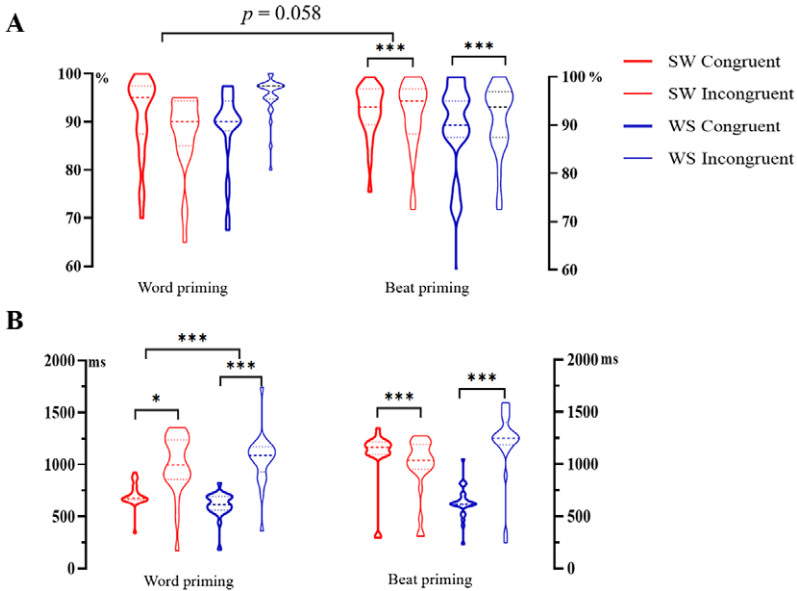 A
p = 0.058
*** ***
100 % 100 %
90 90
80 80
70 70
60 60
Word priming Beat priming
SW Congruent
SW Incongruent
WS Congruent
WS Incongruent
B
*** 
2000 ms 2000 ms
* *** *** ***
1500 1500
1000 1000
500 500
0 0
Word priming Beat priming